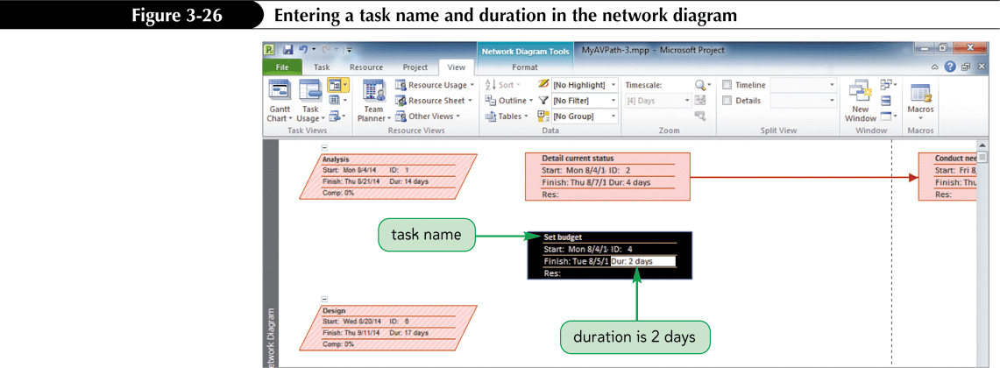 Figure 3-26 Entering a task name and duration in the network diagram
Network Diagram Tools MyAVPath-3.mpp - Microsoft Project
File Task Resource Project View Format
Gantt Chart
Task Usage
Team Planner
Resource Usage
Resource Sheet
Other Views
Sort
Outline
Tables
[No Highlight]
[No Filter]
[No Group]
Timescale:
[4] Days
Timeline
Details
New Window
Macros
Task Views Resource Views Data Zoom Split View Window Macros
Analysis
Start: Mon 8/4/14 ID: 1
Finish: Thu 8/21/14 Dur: 14 days
Comp: 0%
Detail current status
Start: Mon 8/4/1 ID: 2
Finish: Thu 8/7/1 Dur: 4 days
Res:
Conduct nee
Start: Fri 8
Finish: Thu
Res:
task name
Set budget
Start: Mon 8/4/1 ID: 4
Finish: Tue 8/5/1 Dur: 2 days
Res:
duration is 2 days
Design
Start: Wed 8/20/14 ID: 6
Finish: Thu 9/11/14 Dur: 17 days
Comp: 0%
etwork Diagram